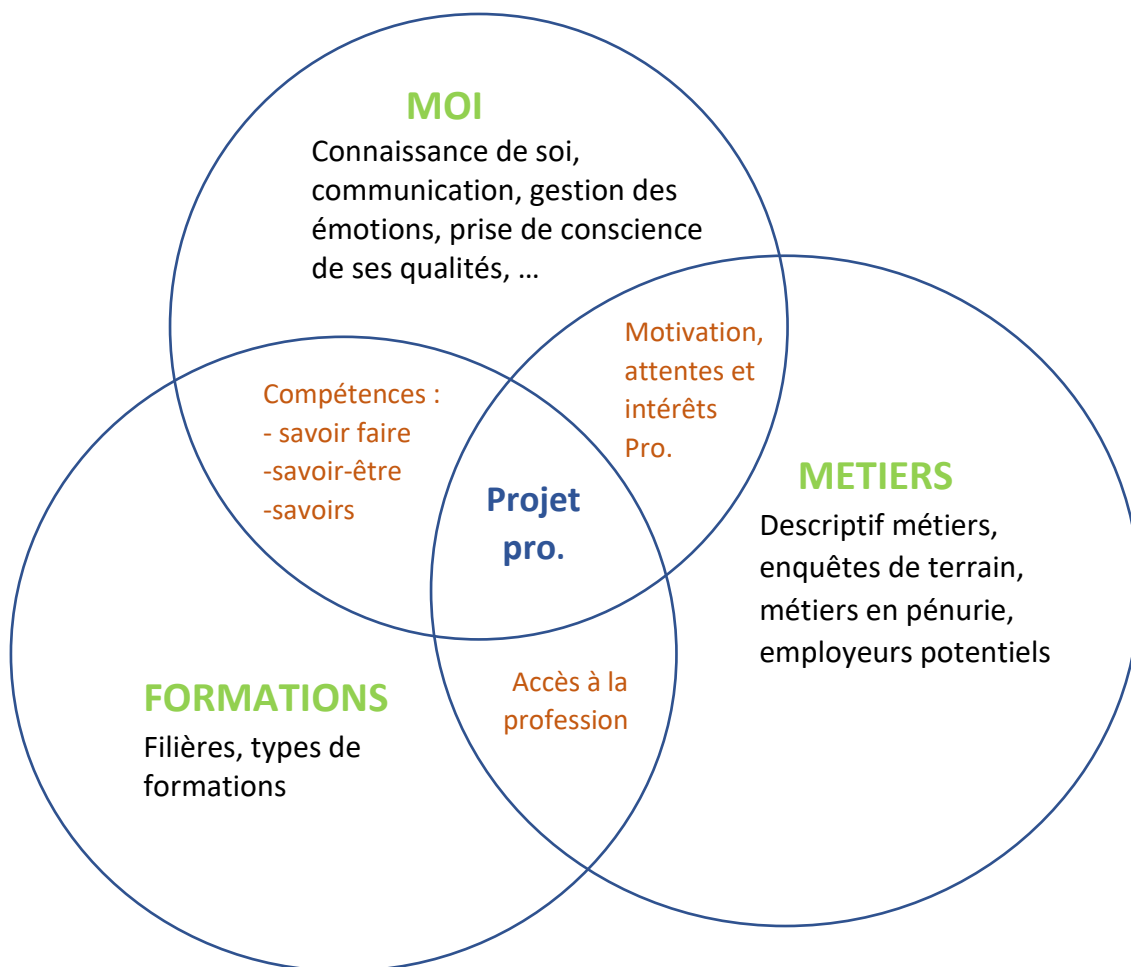 MOI
Connaissance de soi,
communication, gestion des
émotions, prise de conscience
de ses qualités, …
Motivation,
attentes et
intérêts
Pro.
Compétences :
- savoir faire
-savoir-être
-savoirs
Projet
pro.
METIERS
Descriptif métiers,
enquêtes de terrain,
métiers en pénurie,
employeurs potentiels
FORMATIONS
Filières, types de
formations
Accès à la
profession